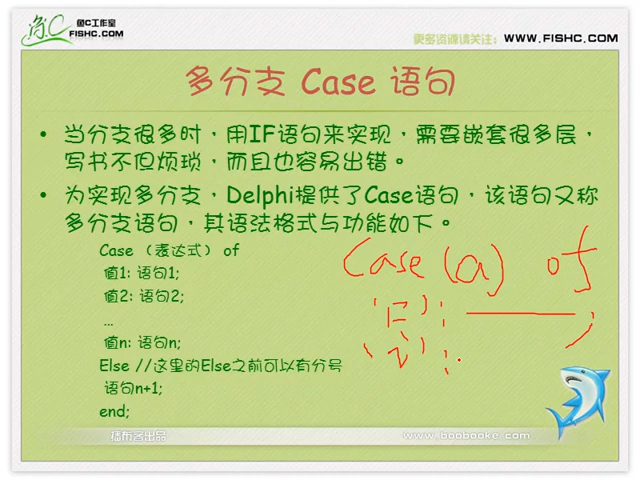 鱼C工作室
FISHC.COM
更多资源请关注： WWW.FISHC.COM
多分支 Case 语句
• 当分支很多时，用IF语句来实现，需要嵌套很多层，
写书不但烦琐，而且也容易出错。
• 为实现多分支，Delphi提供了Case语句，该语句又称
多分支语句，其语法格式与功能如下。
Case （表达式） of
值1: 语句1;
值2: 语句2;
...
值n: 语句n;
Else //这里的Else之前可以有分号
语句n+1;
end;
Case (a) of
播布客出品
www.boobooke.com